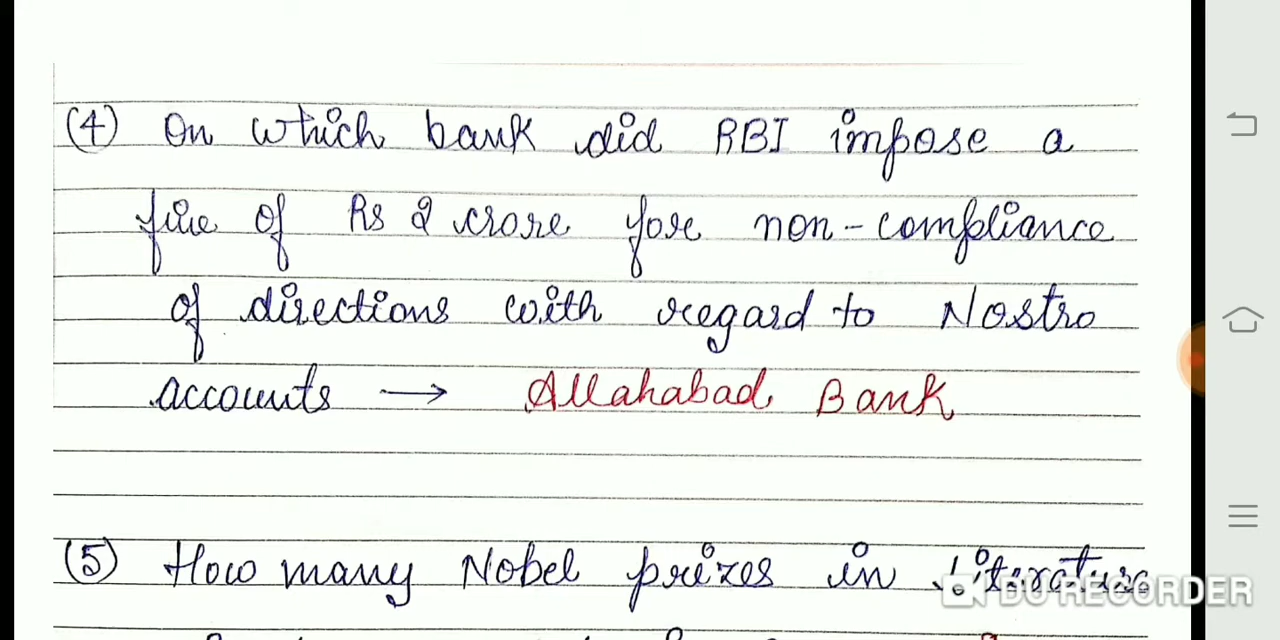 (4) On which bank did RBI impose a
fine of Rs 2 crore fore non-compliance
of directions with regard to Nostro
accounts → Allahabad Bank
(5) How many Nobel prizes in literature
DU RECORDER